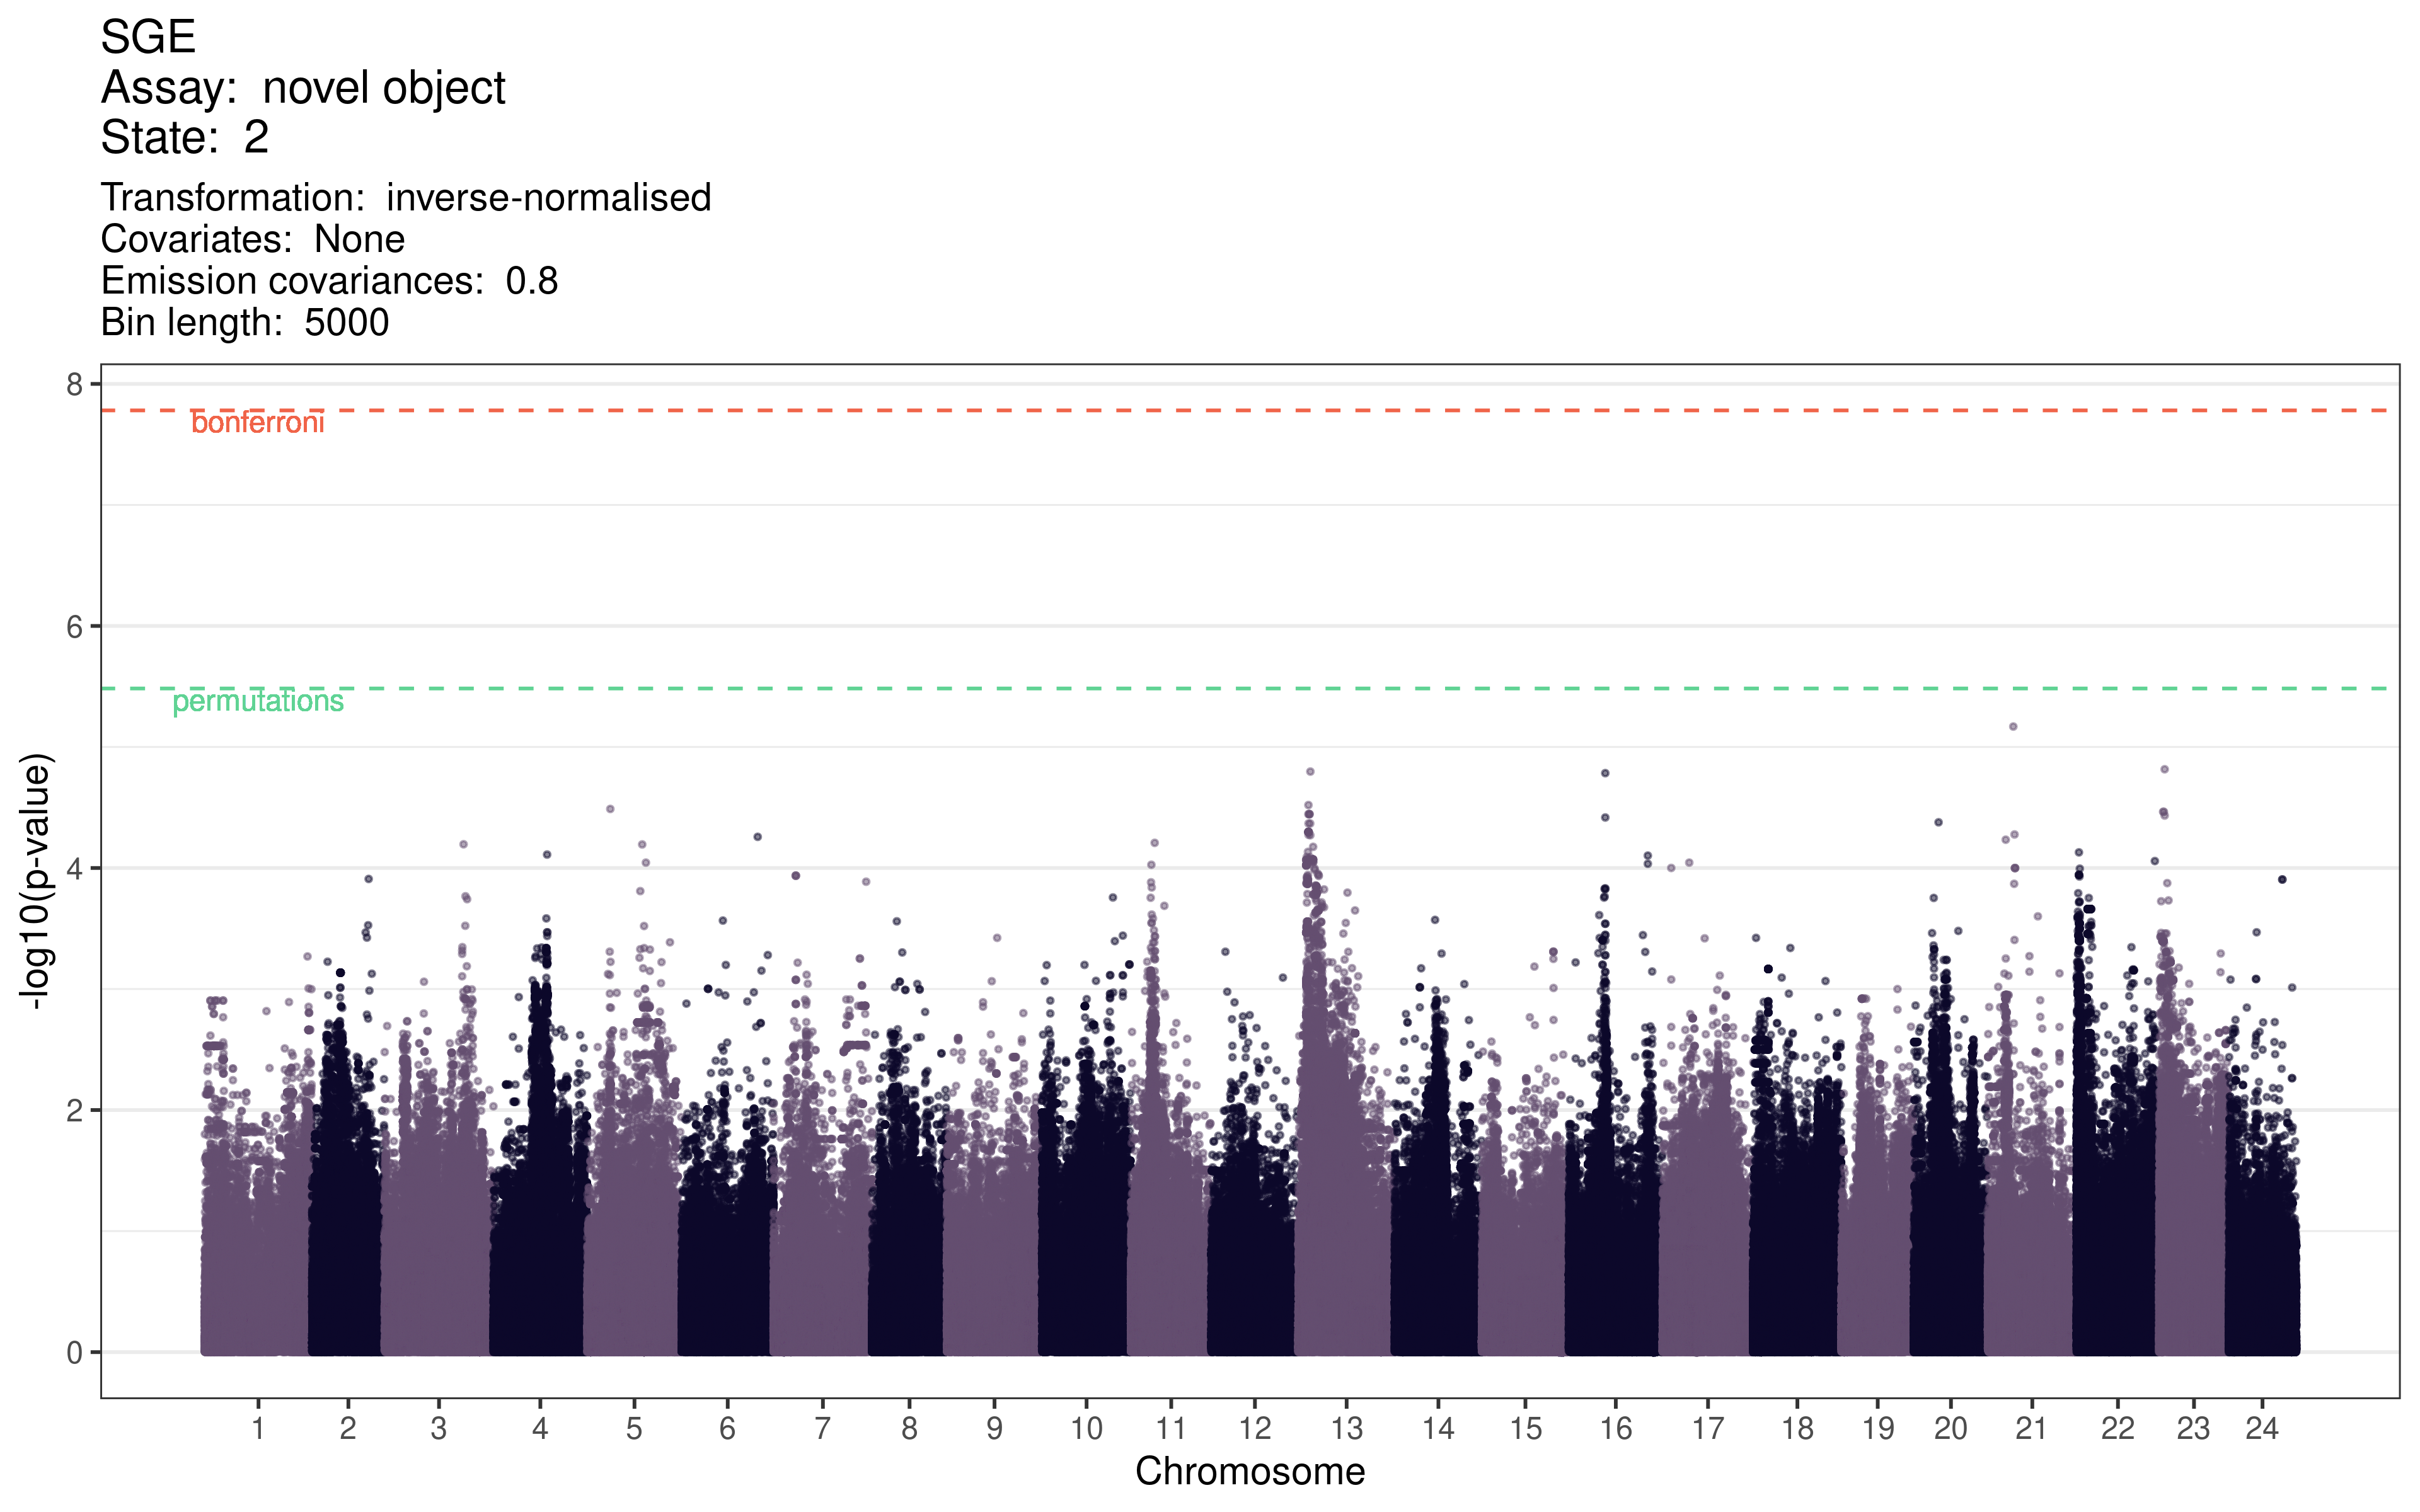 SGE
Assay:  novel object
State:  2
Transformation:  inverse-normalised
Covariates:  None
Emission covariances:  0.8
Bin length:  5000
8
bonferroni
6
permutations
-log10(p-value)
4
2
0
1 2 3 4 5 6 7 8 9 10 11 12 13 14 15 16 17 18 19 20 21 22 23 24
Chromosome